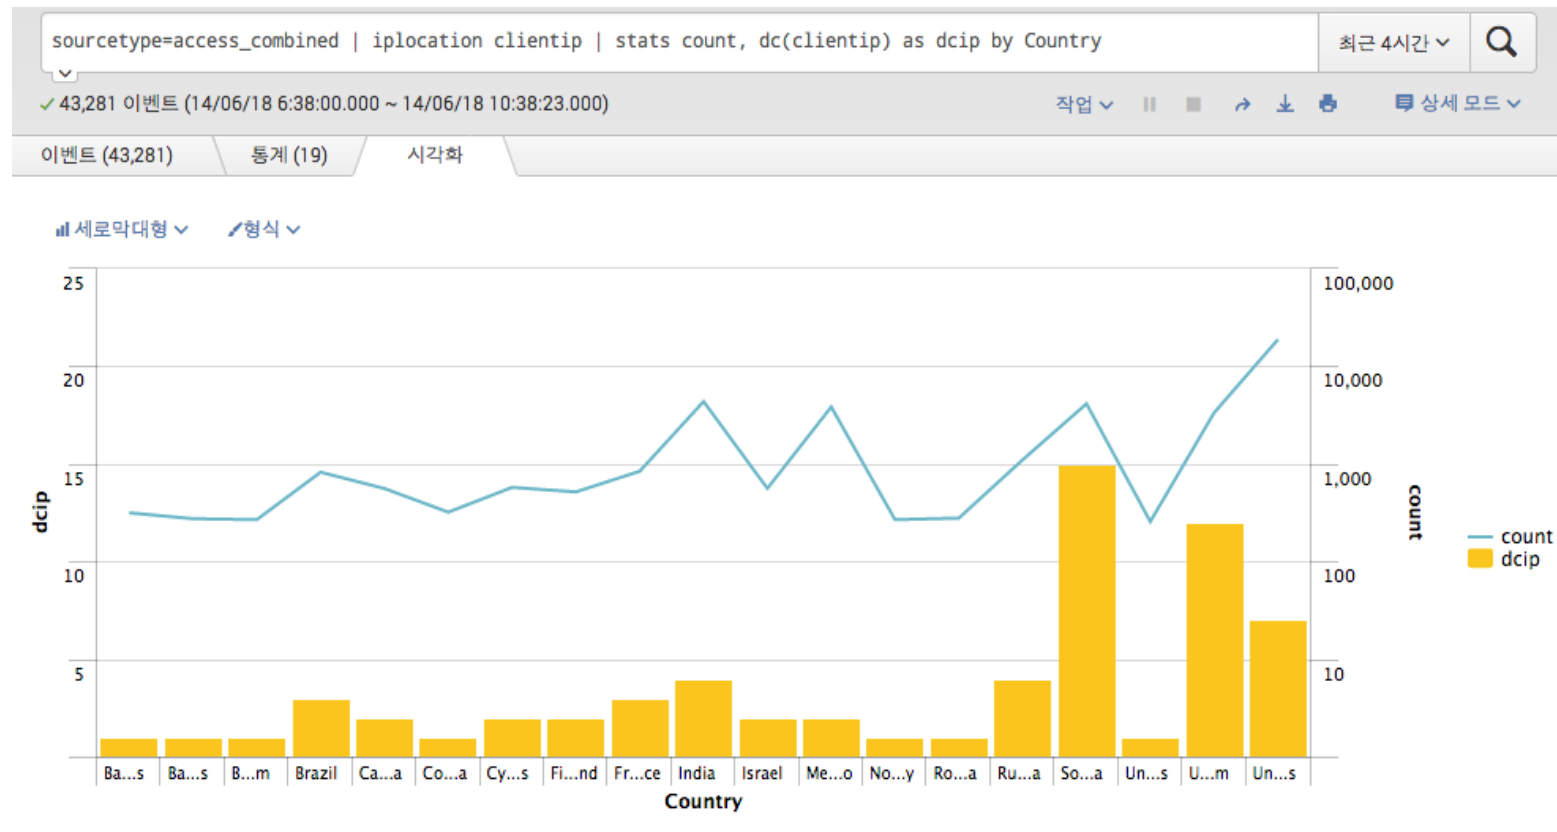 sourcetype=access_combined | iplocation clientip | stats count, dc(clientip) as dcip by Country
최근 4시간
43,281 이벤트 (14/06/18 6:38:00.000 ~ 14/06/18 10:38:23.000)
작업
상세 모드
이벤트 (43,281) 통계 (19) 시각화
세로막대형 형식
25 100,000
20 10,000
15 1,000
10 100
5 10
dcip
count
count
dcip
Ba...s Ba...s B...m Brazil Ca...a Co...a Cy...s Fi...nd Fr...ce India Israel Me...o No...y Ro...a Ru...a So...a Un...s U...m Un...s
Country